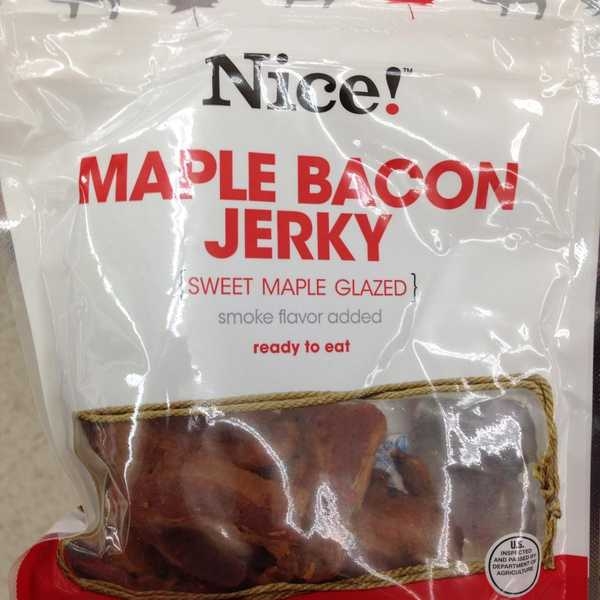 Nice!™
MAPLE BACON
JERKY
{SWEET MAPLE GLAZED}
smoke flavor added
ready to eat
U.S.
INSPECTED
AND PASSED BY
DEPARTMENT OF
AGRICULTURE